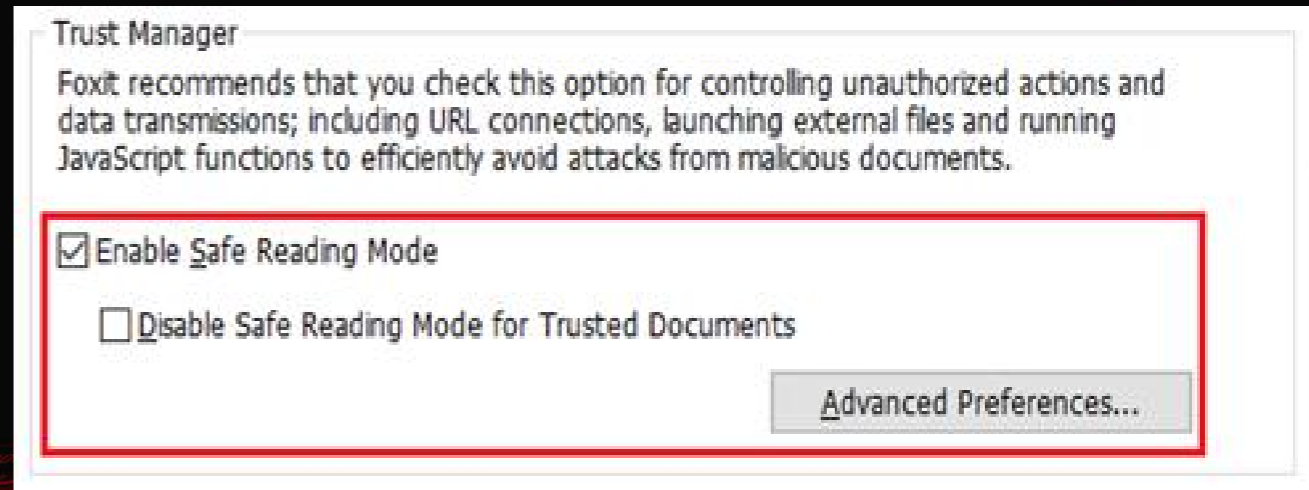 Trust Manager
Foxit recommends that you check this option for controlling unauthorized actions and
data transmissions; including URL connections, launching external files and running
JavaScript functions to efficiently avoid attacks from malicious documents.
Enable Safe Reading Mode
Disable Safe Reading Mode for Trusted Documents
Advanced Preferences...